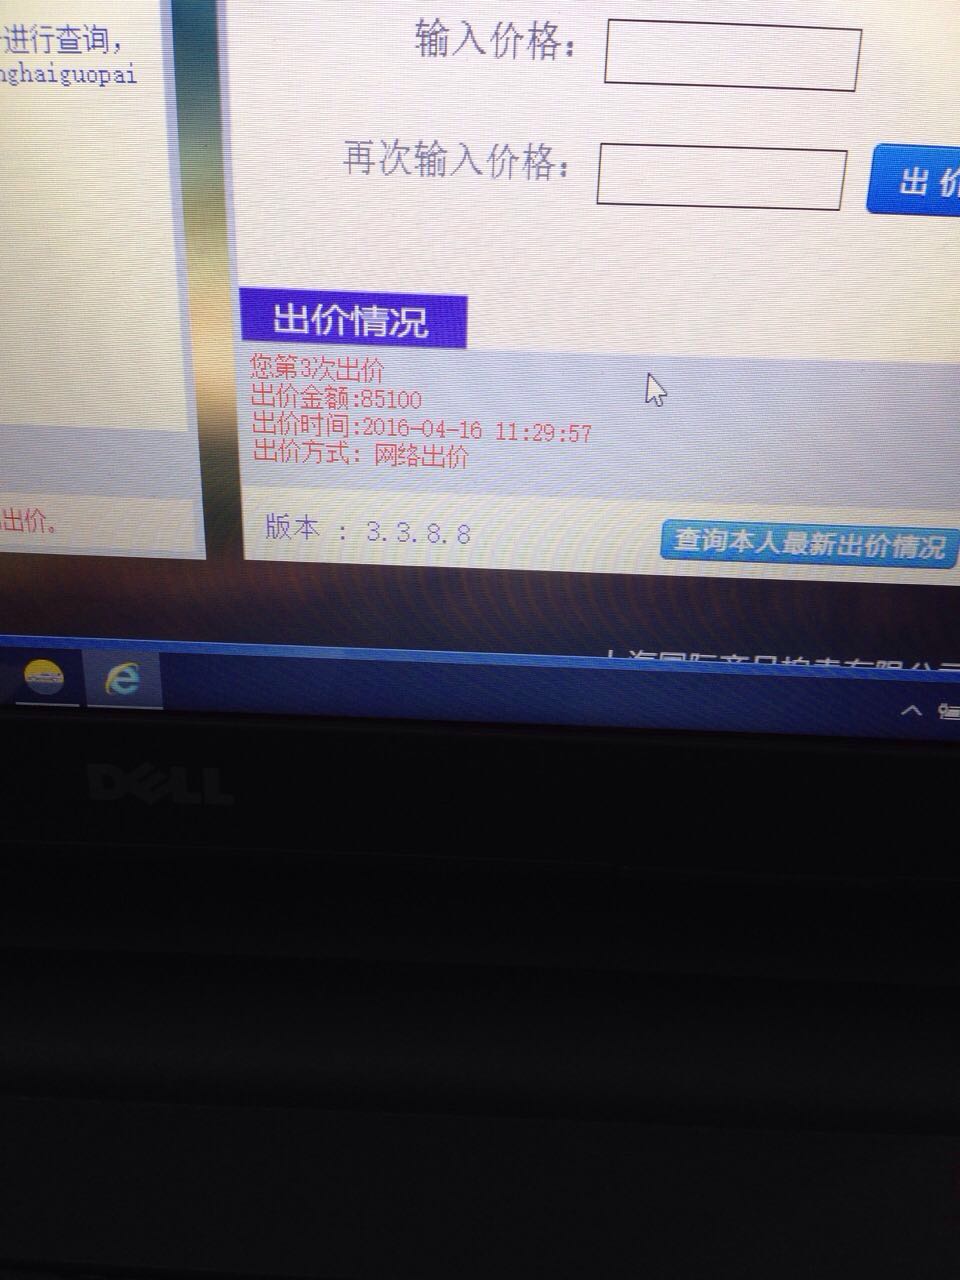 进行查询，
nghaiguopai
输入价格：
再次输入价格：
出 价
出价情况
您第3次出价
出价金额:85100
出价时间:2016-04-16 11:29:57
出价方式: 网络出价
出价。
版本 : 3.3.8.8
查询本人最新出价情况
DELL